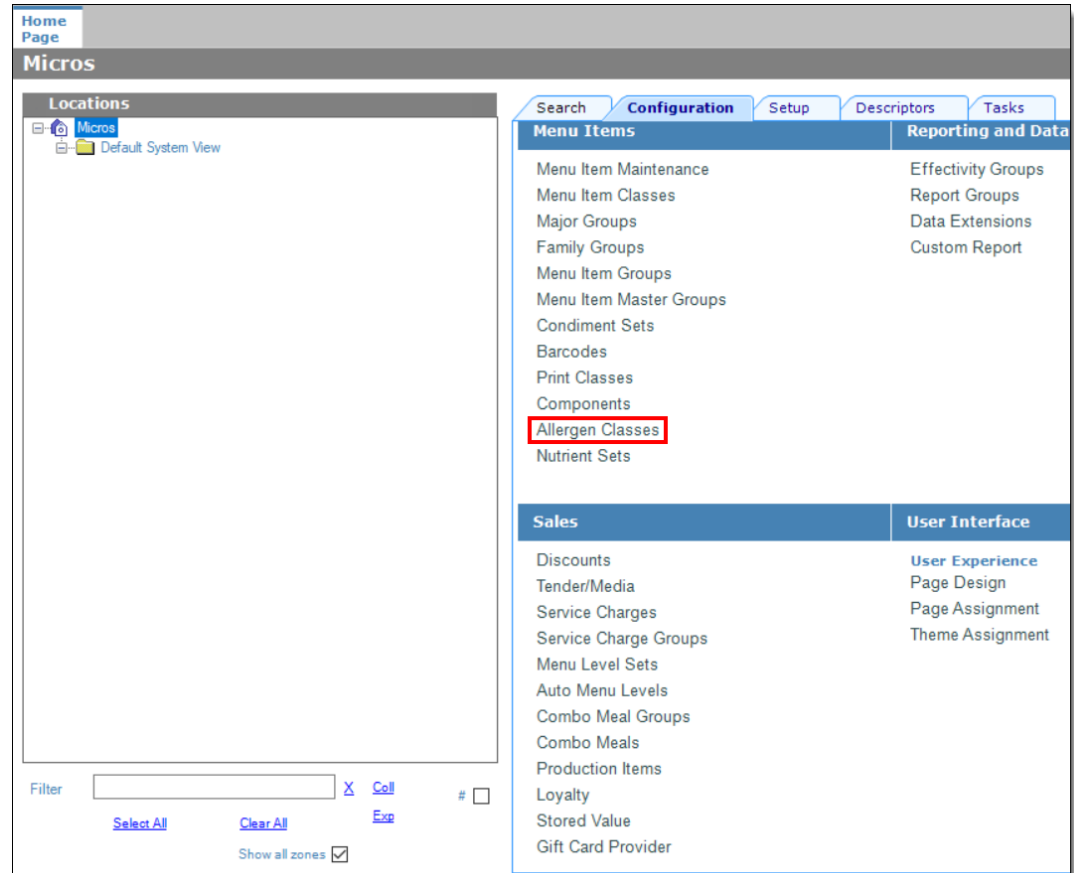 Home
Page
Micros
Locations
Micros
Default System View
Filter
X
Coll
#
Exp
Select All
Clear All
Show all zones
Search
Configuration
Setup
Descriptors
Tasks
Menu Items
Menu Item Maintenance
Menu Item Classes
Major Groups
Family Groups
Menu Item Groups
Menu Item Master Groups
Condiment Sets
Barcodes
Print Classes
Components
Allergen Classes
Nutrient Sets
Reporting and Data
Effectivity Groups
Report Groups
Data Extensions
Custom Report
Sales
Discounts
Tender/Media
Service Charges
Service Charge Groups
Menu Level Sets
Auto Menu Levels
Combo Meal Groups
Combo Meals
Production Items
Loyalty
Stored Value
Gift Card Provider
User Interface
User Experience
Page Design
Page Assignment
Theme Assignment